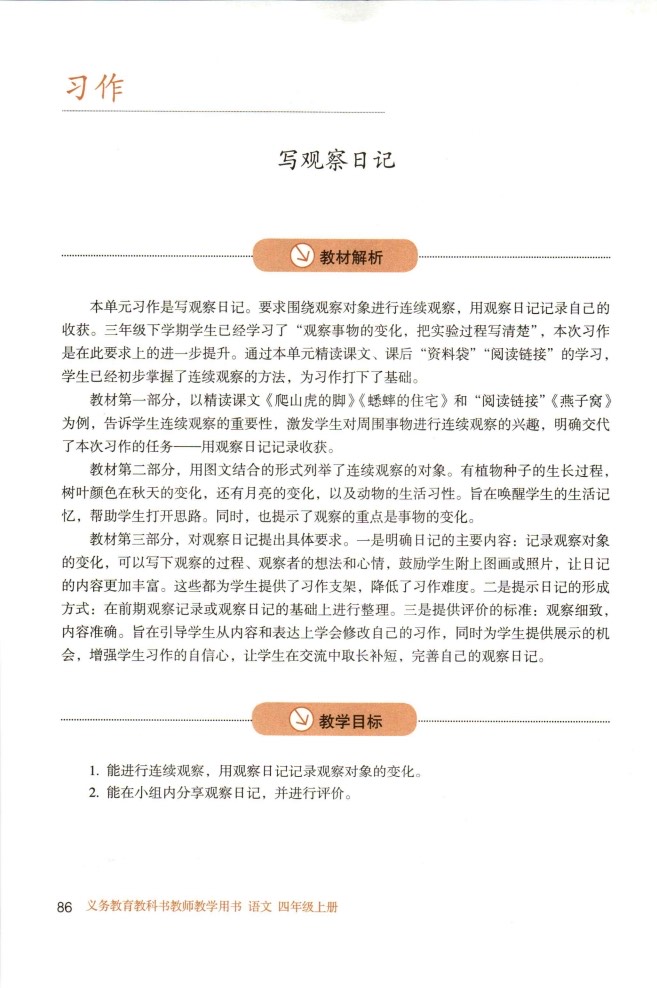 习作
写观察日记
教材解析
本单元习作是写观察日记。要求围绕观察对象进行连续观察，用观察日记记录自己的
收获。三年级下学期学生已经学习了“观察事物的变化，把实验过程写清楚”，本次习作
是在此要求上的进一步提升。通过本单元精读课文、课后“资料袋”“阅读链接”的学习，
学生已经初步掌握了连续观察的方法，为习作打下了基础。
教材第一部分，以精读课文《爬山虎的脚》《蟋蟀的住宅》和“阅读链接”《燕子窝》
为例，告诉学生连续观察的重要性，激发学生对周围事物进行连续观察的兴趣，明确交代
了本次习作的任务——用观察日记记录收获。
教材第二部分，用图文结合的形式列举了连续观察的对象。有植物种子的生长过程，
树叶颜色在秋天的变化，还有月亮的变化，以及动物的生活习性。旨在唤醒学生的生活记
忆，帮助学生打开思路。同时，也提示了观察的重点是事物的变化。
教材第三部分，对观察日记提出具体要求。一是明确日记的主要内容：记录观察对象
的变化，可以写下观察的过程、观察者的想法和心情，鼓励学生附上图画或照片，让日记
的内容更加丰富。这些都为学生提供了习作支架，降低了习作难度。二是提示日记的形成
方式：在前期观察记录或观察日记的基础上进行整理。三是提供评价的标准：观察细致，
内容准确。旨在引导学生从内容和表达上学会修改自己的习作，同时为学生提供展示的机
会，增强学生习作的自信心，让学生在交流中取长补短，完善自己的观察日记。
教学目标
1. 能进行连续观察，用观察日记记录观察对象的变化。
2. 能在小组内分享观察日记，并进行评价。
86 义务教育教科书教师教学用书 语文 四年级上册